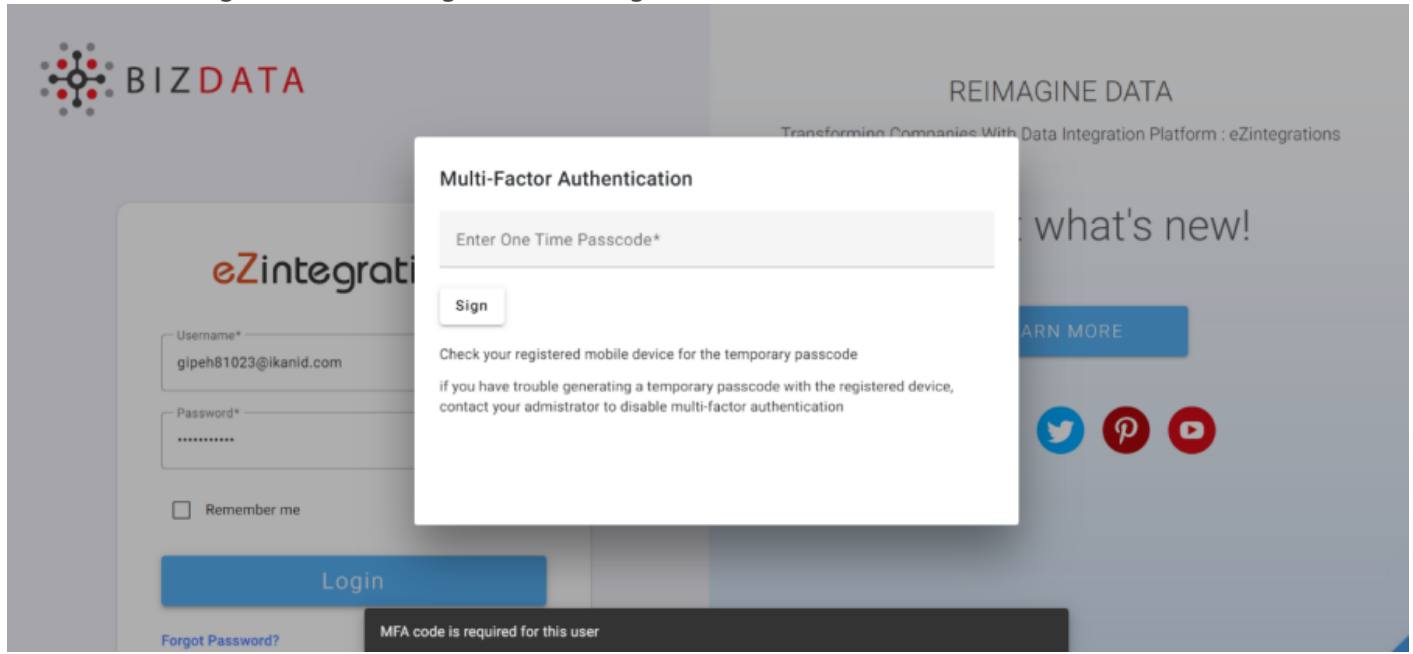 BIZDATA
REIMAGINE DATA
Transforming Companies With Data Integration Platform : eZintegrations
what's new!
ARN MORE
eZintegrati
Username*
gipeh81023@ikanid.com
Password*
Remember me
Login
Forgot Password?
Multi-Factor Authentication
Enter One Time Passcode*
Sign
Check your registered mobile device for the temporary passcode
if you have trouble generating a temporary passcode with the registered device,
contact your admistrator to disable multi-factor authentication
MFA code is required for this user